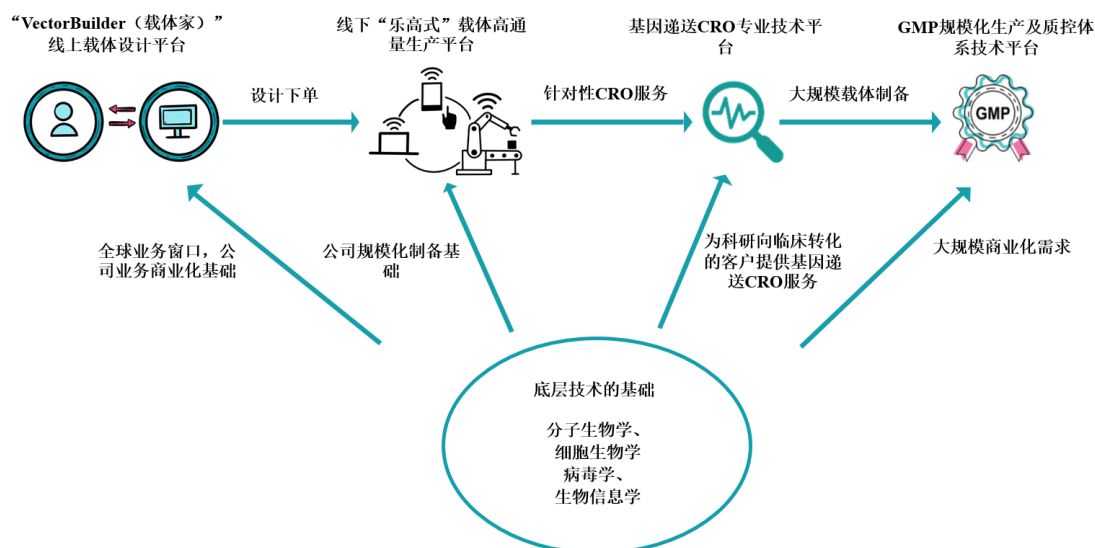 “VectorBuilder（载体家）”
线上载体设计平台
线下“乐高式”载体高通
量生产平台
基因递送CRO专业技术平
台
GMP规模化生产及质控体
系技术平台
设计下单
针对性CRO服务
大规模载体制备
GMP
全球业务窗口，公
司业务商业化基础
公司规模化制备基
础
为科研向临床转化
的客户提供基因递
送CRO服务
大规模商业化需求
底层技术的基础
分子生物学、
细胞生物学
病毒学、
生物信息学